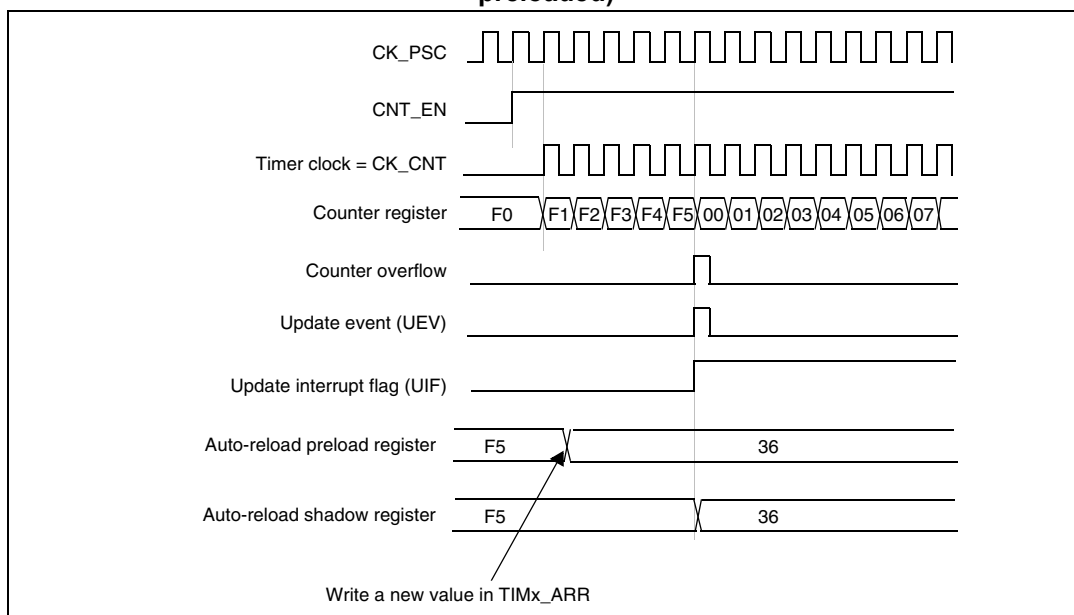 preloaded)
CK_PSC
CNT_EN
Timer clock = CK_CNT
Counter register F0 F1 F2 F3 F4 F5 00 01 02 03 04 05 06 07
Counter overflow
Update event (UEV)
Update interrupt flag (UIF)
Auto-reload preload register F5 36
Auto-reload shadow register F5 36
Write a new value in TIMx_ARR